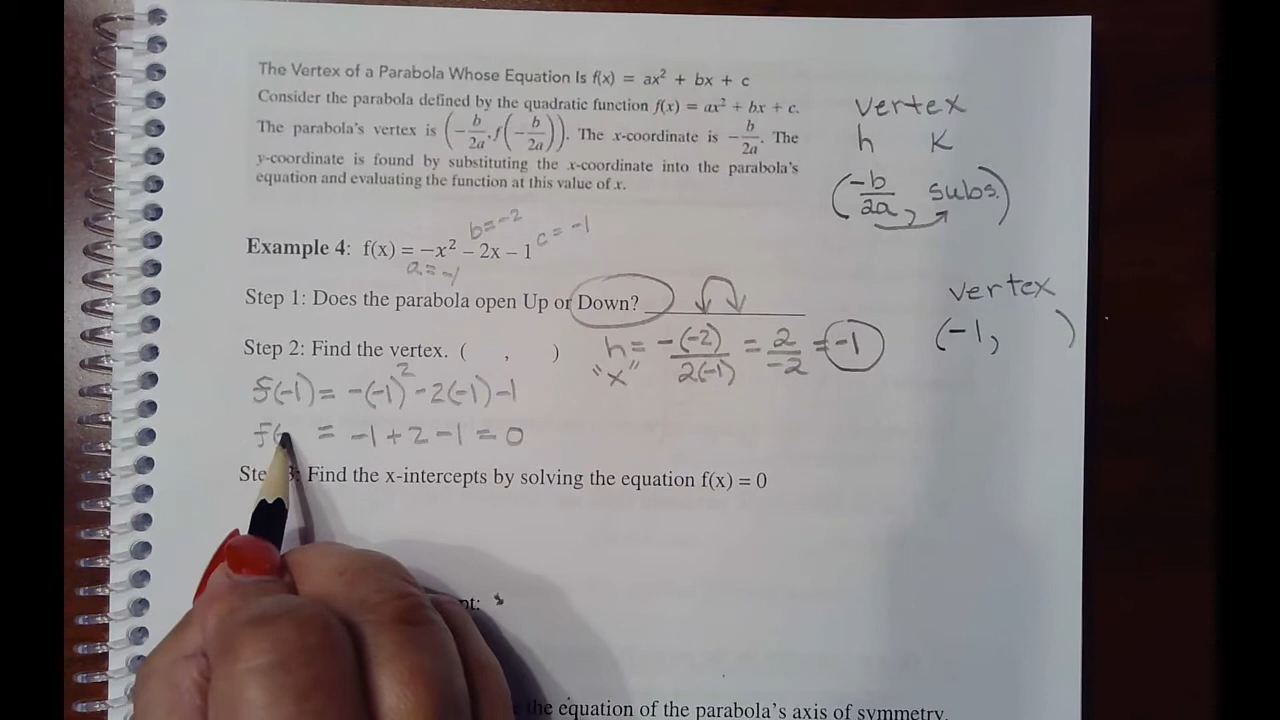 The Vertex of a Parabola Whose Equation Is f(x) = ax² + bx + c
Consider the parabola defined by the quadratic function f(x) = ax² + bx + c.
The parabola's vertex is (−b/2a, f(−b/2a)). The x-coordinate is −b/2a. The
y-coordinate is found by substituting the x-coordinate into the parabola's
equation and evaluating the function at this value of x.
vertex
h K
(-b/2a, subs.)
b=-2
c=-1
Example 4: f(x) = −x² − 2x − 1
a=-1
Step 1: Does the parabola open Up or Down?
vertex
(-1, )
Step 2: Find the vertex. ( , )
h = -(-2)/2(-1) = 2/-2 = -1
"x"
f(-1) = -(-1)² -2(-1) -1
f( = -1+2-1=0
Find the x-intercepts by solving the equation f(x) = 0
the equation of the parabola's axis of symmetry.